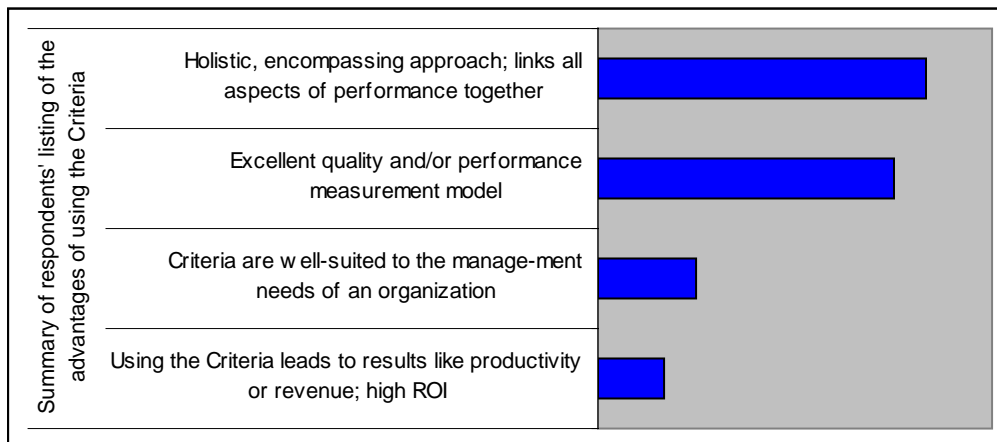 Summary of respondents' listing of the
advantages of using the Criteria
Holistic, encompassing approach; links all
aspects of performance together
Excellent quality and/or performance
measurement model
Criteria are well-suited to the manage-ment
needs of an organization
Using the Criteria leads to results like productivity
or revenue; high ROI